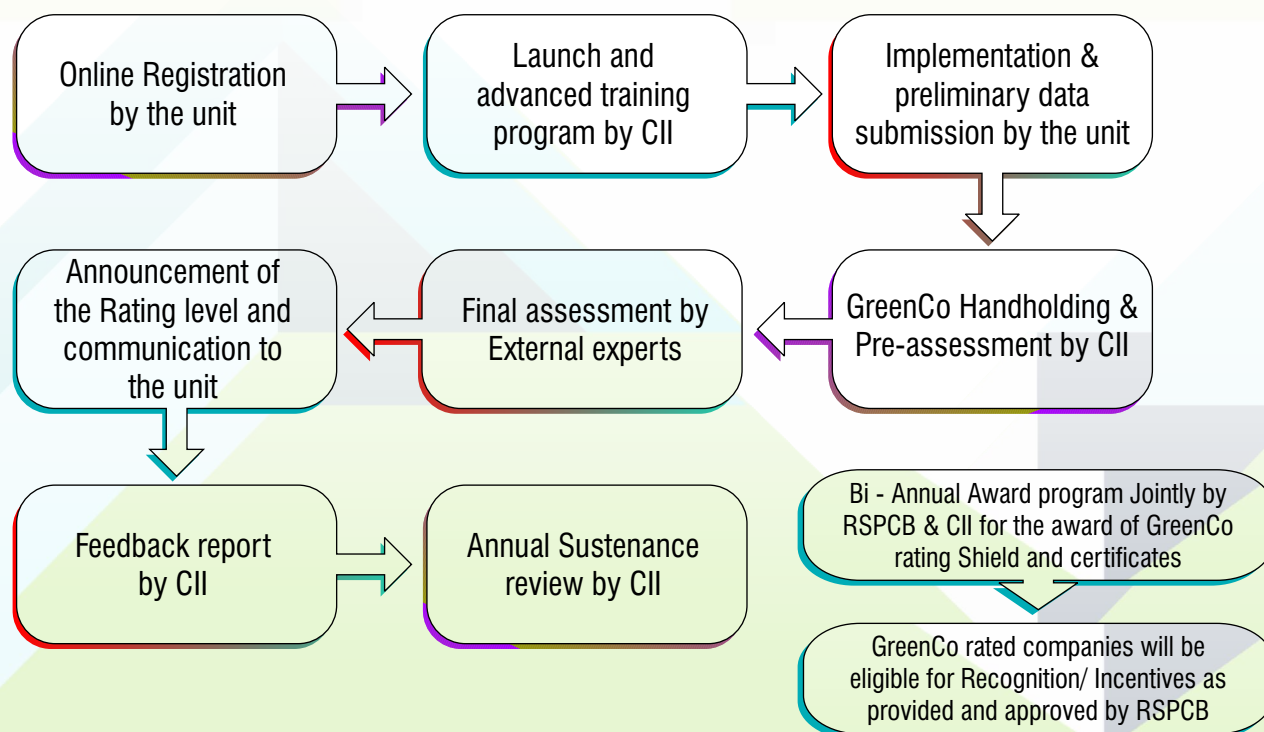 Online Registration
by the unit
Launch and
advanced training
program by CII
Implementation &
preliminary data
submission by the unit
GreenCo Handholding &
Pre-assessment by CII
Final assessment by
External experts
Announcement of
the Rating level and
communication to
the unit
Feedback report
by CII
Annual Sustenance
review by CII
Bi - Annual Award program Jointly by
RSPCB & CII for the award of GreenCo
rating Shield and certificates
GreenCo rated companies will be
eligible for Recognition/ Incentives as
provided and approved by RSPCB